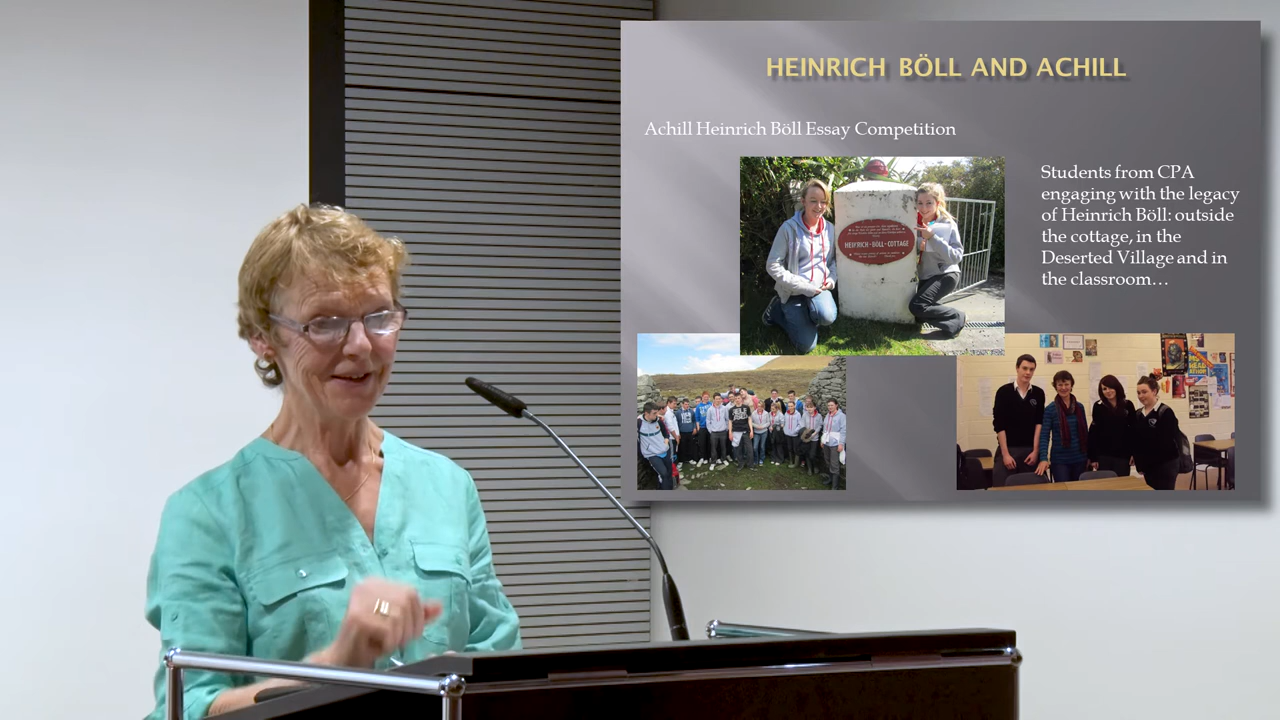 HEINRICH BÖLL AND ACHILL
Achill Heinrich Böll Essay Competition
Students from CPA
engaging with the legacy
of Heinrich Böll: outside
the cottage, in the
Deserted Village and in
the classroom…
HEINRICH-BÖLL-COTTAGE